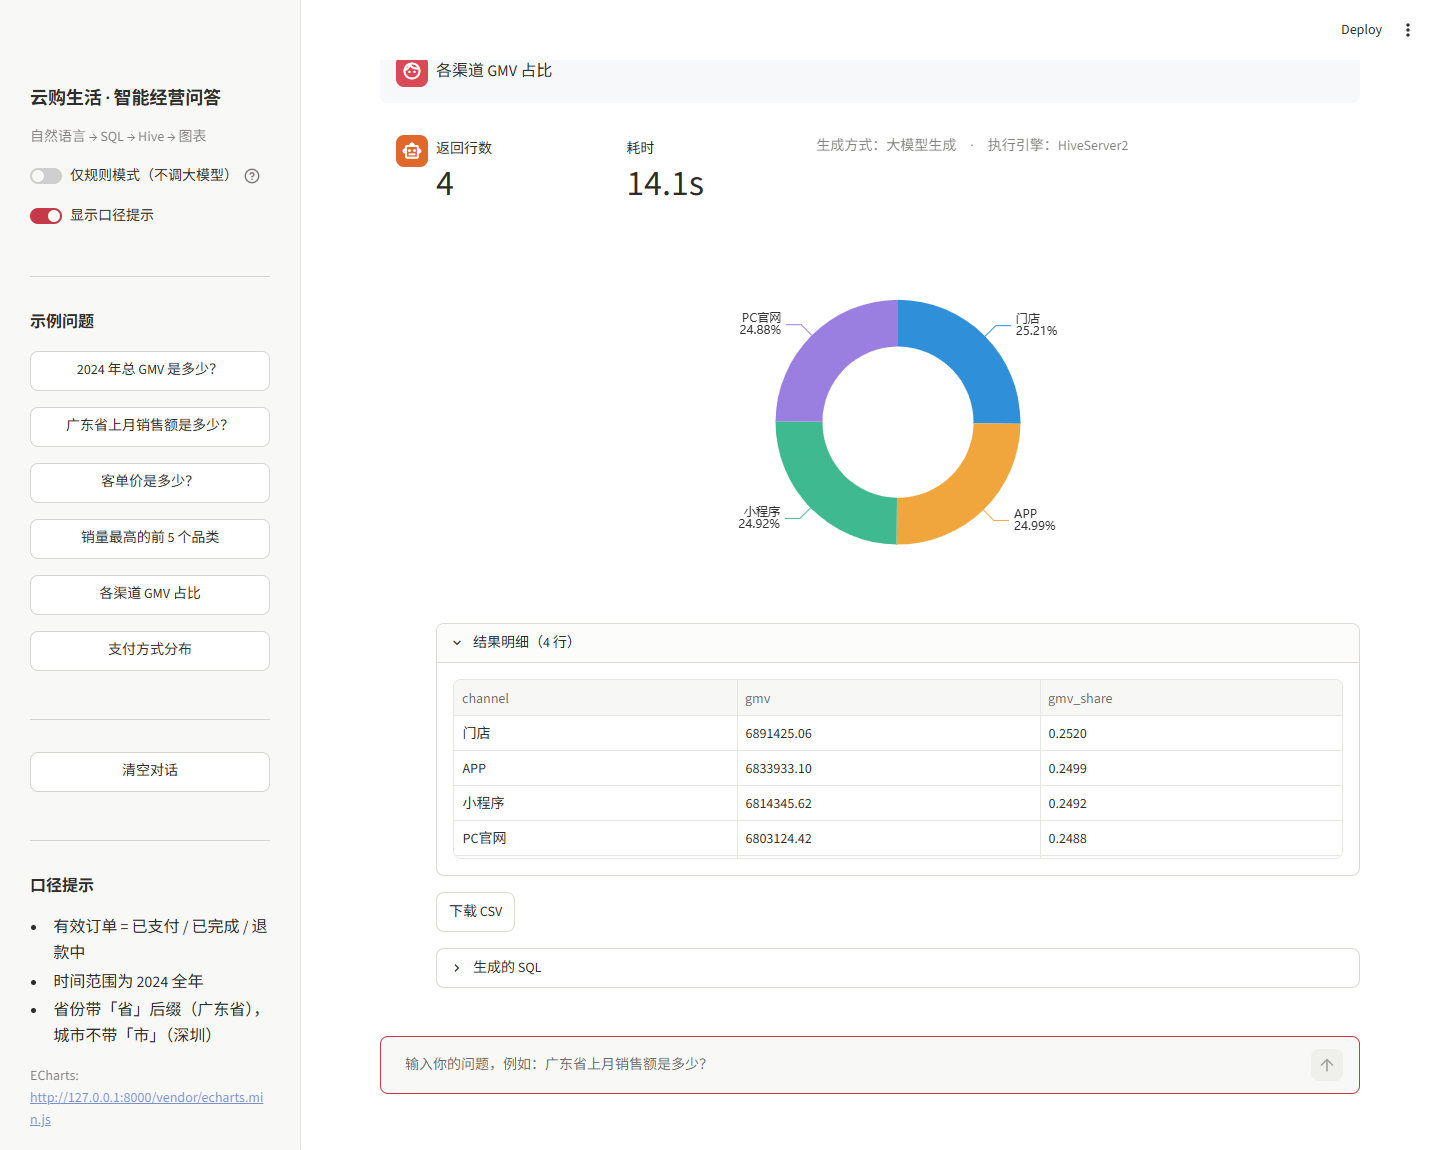 Deploy
云购生活 · 智能经营问答
自然语言 → SQL → Hive → 图表
仅规则模式（不调大模型）
显示口径提示
示例问题
2024 年总 GMV 是多少？
广东省上月销售额是多少？
客单价是多少？
销量最高的前 5 个品类
各渠道 GMV 占比
支付方式分布
清空对话
口径提示
有效订单 = 已支付 / 已完成 / 退
款中
时间范围为 2024 全年
省份带「省」后缀（广东省），
城市不带「市」（深圳）
ECharts:
http://127.0.0.1:8000/vendor/echarts.mi
n.js
各渠道 GMV 占比
返回行数
4
耗时
14.1s
生成方式：大模型生成 · 执行引擎：HiveServer2
PC官网
24.88%
门店
25.21%
小程序
24.92%
APP
24.99%
结果明细（4 行）
channel gmv gmv_share
门店 6891425.06 0.2520
APP 6833933.10 0.2499
小程序 6814345.62 0.2492
PC官网 6803124.42 0.2488
下载 CSV
生成的 SQL
输入你的问题，例如：广东省上月销售额是多少？